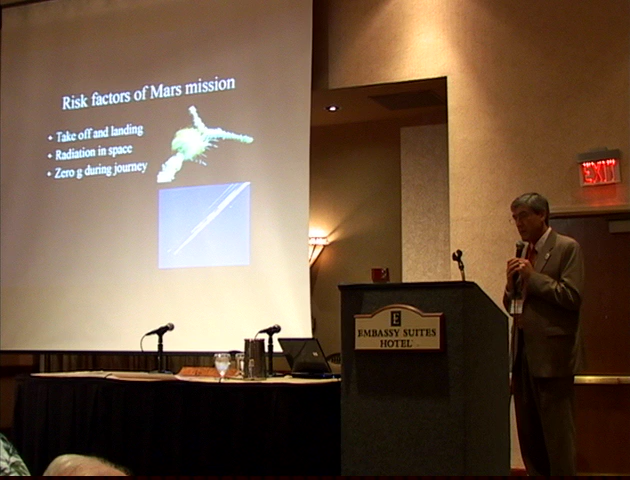 Risk factors of Mars mission
• Take off and landing
• Radiation in space
• Zero g during journey
EXIT
E
EMBASSY SUITES
HOTEL